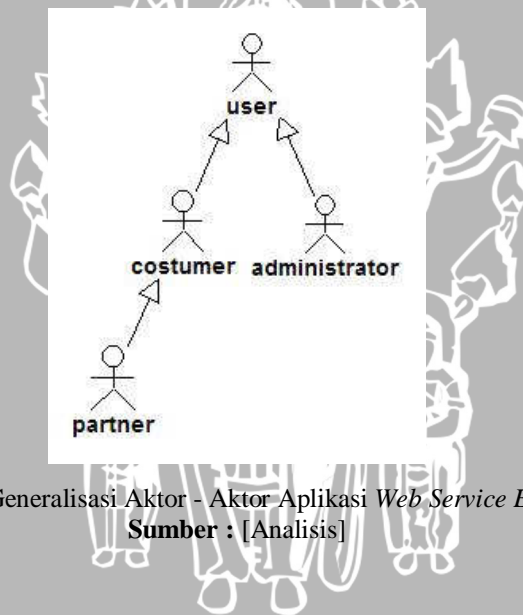 user
costumer administrator
partner
Generalisasi Aktor - Aktor Aplikasi Web Service
Sumber : [Analisis]